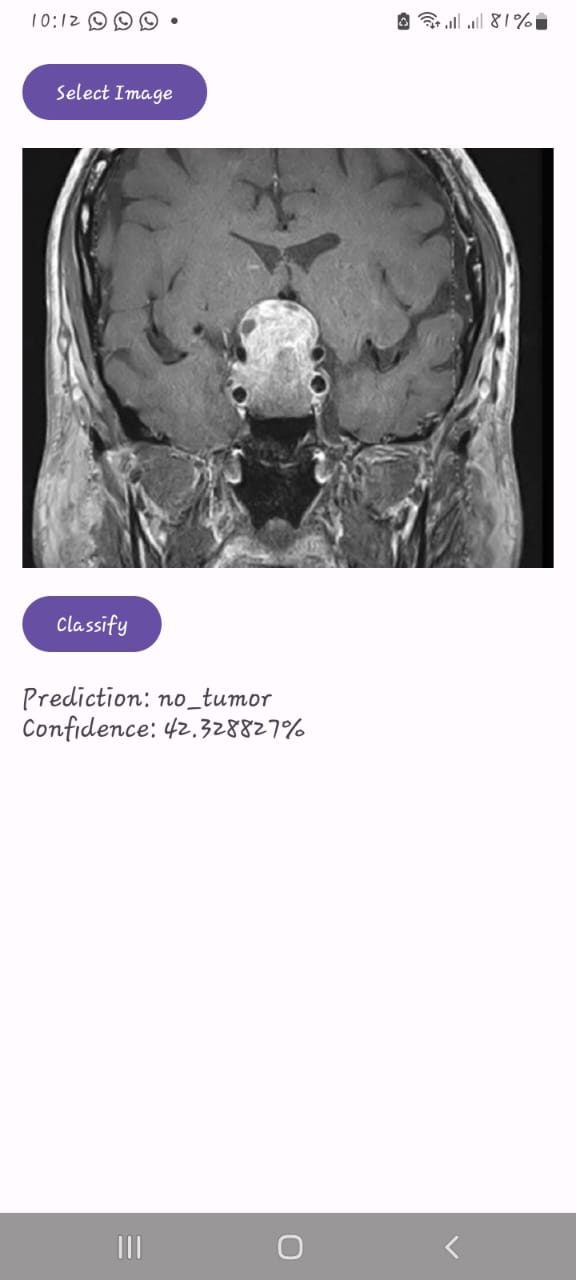 10:12 81%
Select Image
Classify
Prediction: no_tumor
Confidence: 42.328827%